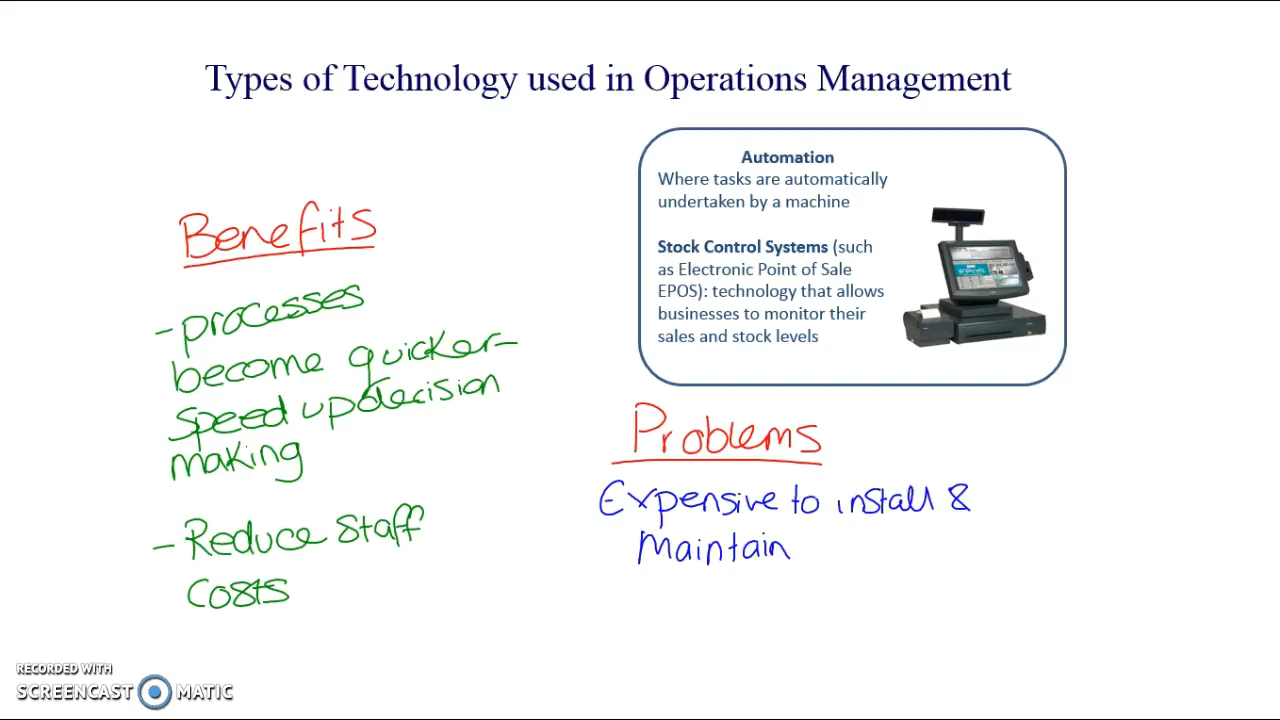 Types of Technology used in Operations Management
Automation
Where tasks are automatically
undertaken by a machine
Stock Control Systems (such
as Electronic Point of Sale
EPOS): technology that allows
businesses to monitor their
sales and stock levels
Benefits
- processes
become quicker-
speed up decision
making
- Reduce staff
costs
Problems
Expensive to install &
Maintain
RECORDED WITH
SCREENCAST MATIC